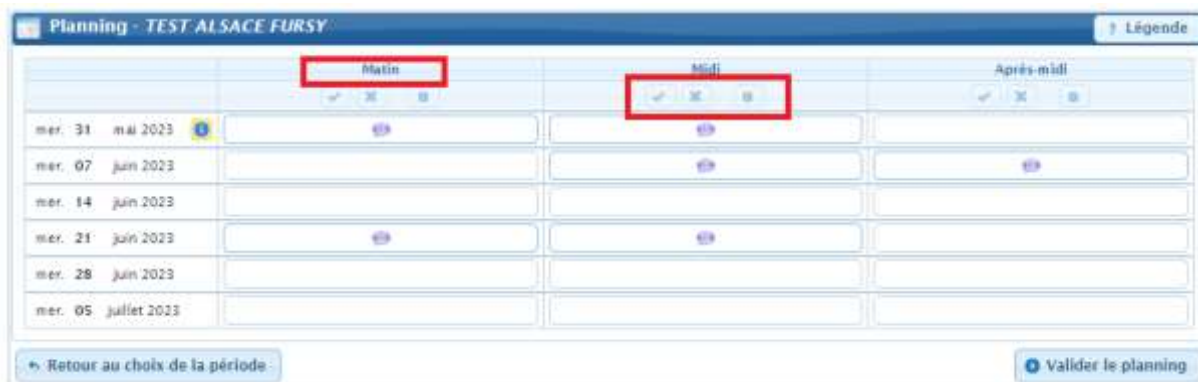 Planning - TEST ALSACE FURSY
? Légende
Matin Midi Après-midi
mer. 31 mai 2023
mer. 07 juin 2023
mer. 14 juin 2023
mer. 21 juin 2023
mer. 28 juin 2023
mer. 05 juillet 2023
Retour au choix de la période
Valider le planning